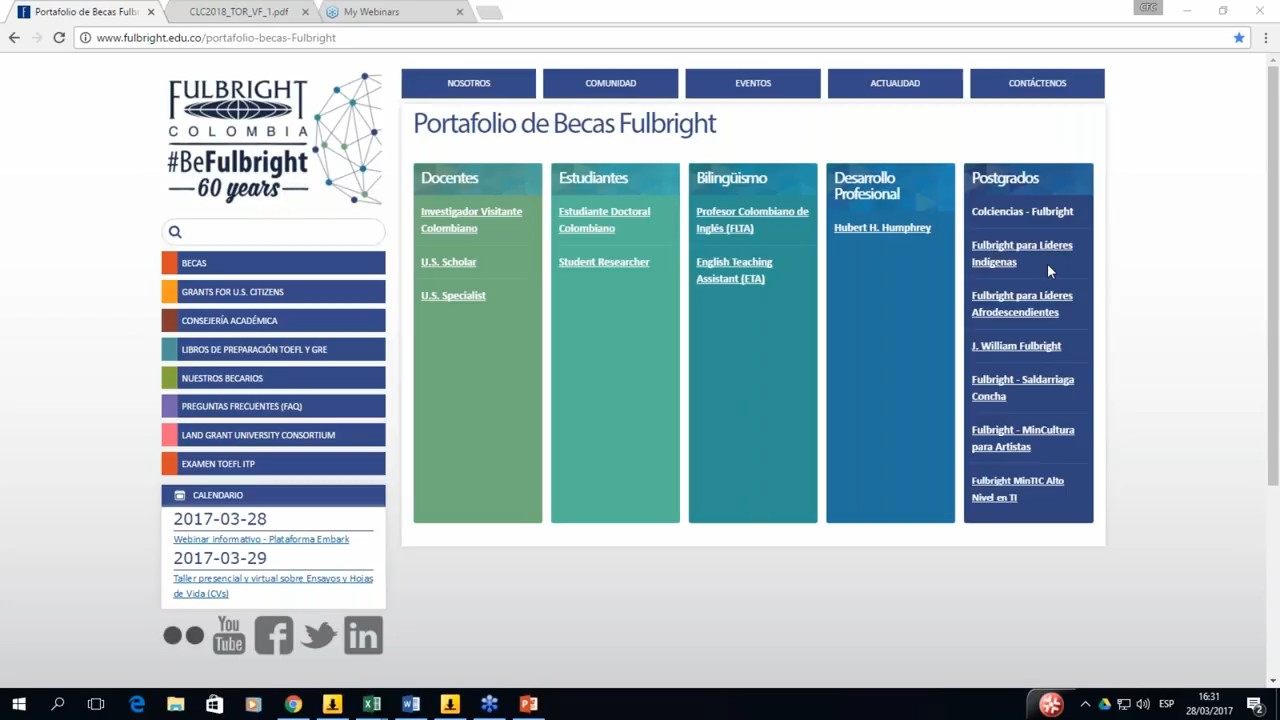 Portafolio de Becas Fulbr
CLC2018_TOR_VF_1.pdf
My Webinars
CFC
www.fulbright.edu.co/portafolio-becas-Fulbright
FULBRIGHT
COLOMBIA
#BeFulbright
60 years
NOSOTROS
COMUNIDAD
EVENTOS
ACTUALIDAD
CONTÁCTENOS
Portafolio de Becas Fulbright
Docentes
Investigador Visitante
Colombiano
U.S. Scholar
U.S. Specialist
Estudiantes
Estudiante Doctoral
Colombiano
Student Researcher
Bilingüismo
Profesor Colombiano de
Inglés (FLTA)
English Teaching
Assistant (ETA)
Desarrollo
Profesional
Hubert H. Humphrey
Postgrados
Colciencias - Fulbright
Fulbright para Líderes
Indígenas
Fulbright para Líderes
Afrodescendientes
J. William Fulbright
Fulbright - Saldarriaga
Concha
Fulbright - MinCultura
para Artistas
Fulbright MinTIC Alto
Nivel en TI
BECAS
GRANTS FOR U.S. CITIZENS
CONSEJERÍA ACADÉMICA
LIBROS DE PREPARACIÓN TOEFL Y GRE
NUESTROS BECARIOS
PREGUNTAS FRECUENTES (FAQ)
LAND GRANT UNIVERSITY CONSORTIUM
EXAMEN TOEFL ITP
CALENDARIO
2017-03-28
Webinar informativo - Plataforma Embark
2017-03-29
Taller presencial y virtual sobre Ensayos y Hojas
de Vida (CVs)
You
Tube
in
ESP
16:31
28/03/2017
2